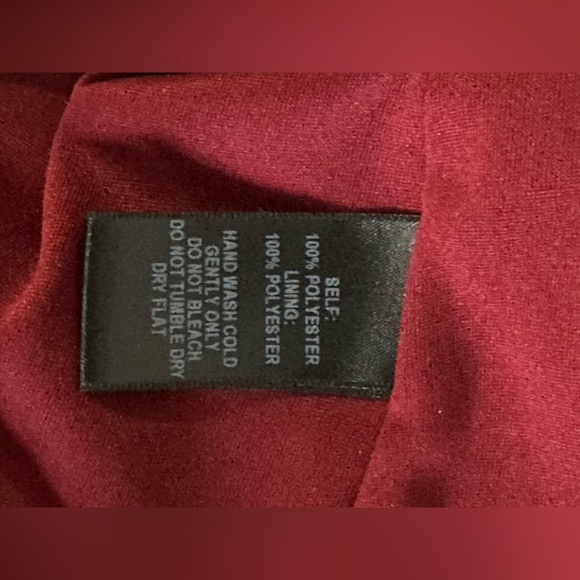 SELF:
100% POLYESTER
LINING:
100% POLYESTER
HAND WASH COLD
GENTLY ONLY
DO NOT BLEACH
DO NOT TUMBLE DRY
DRY FLAT